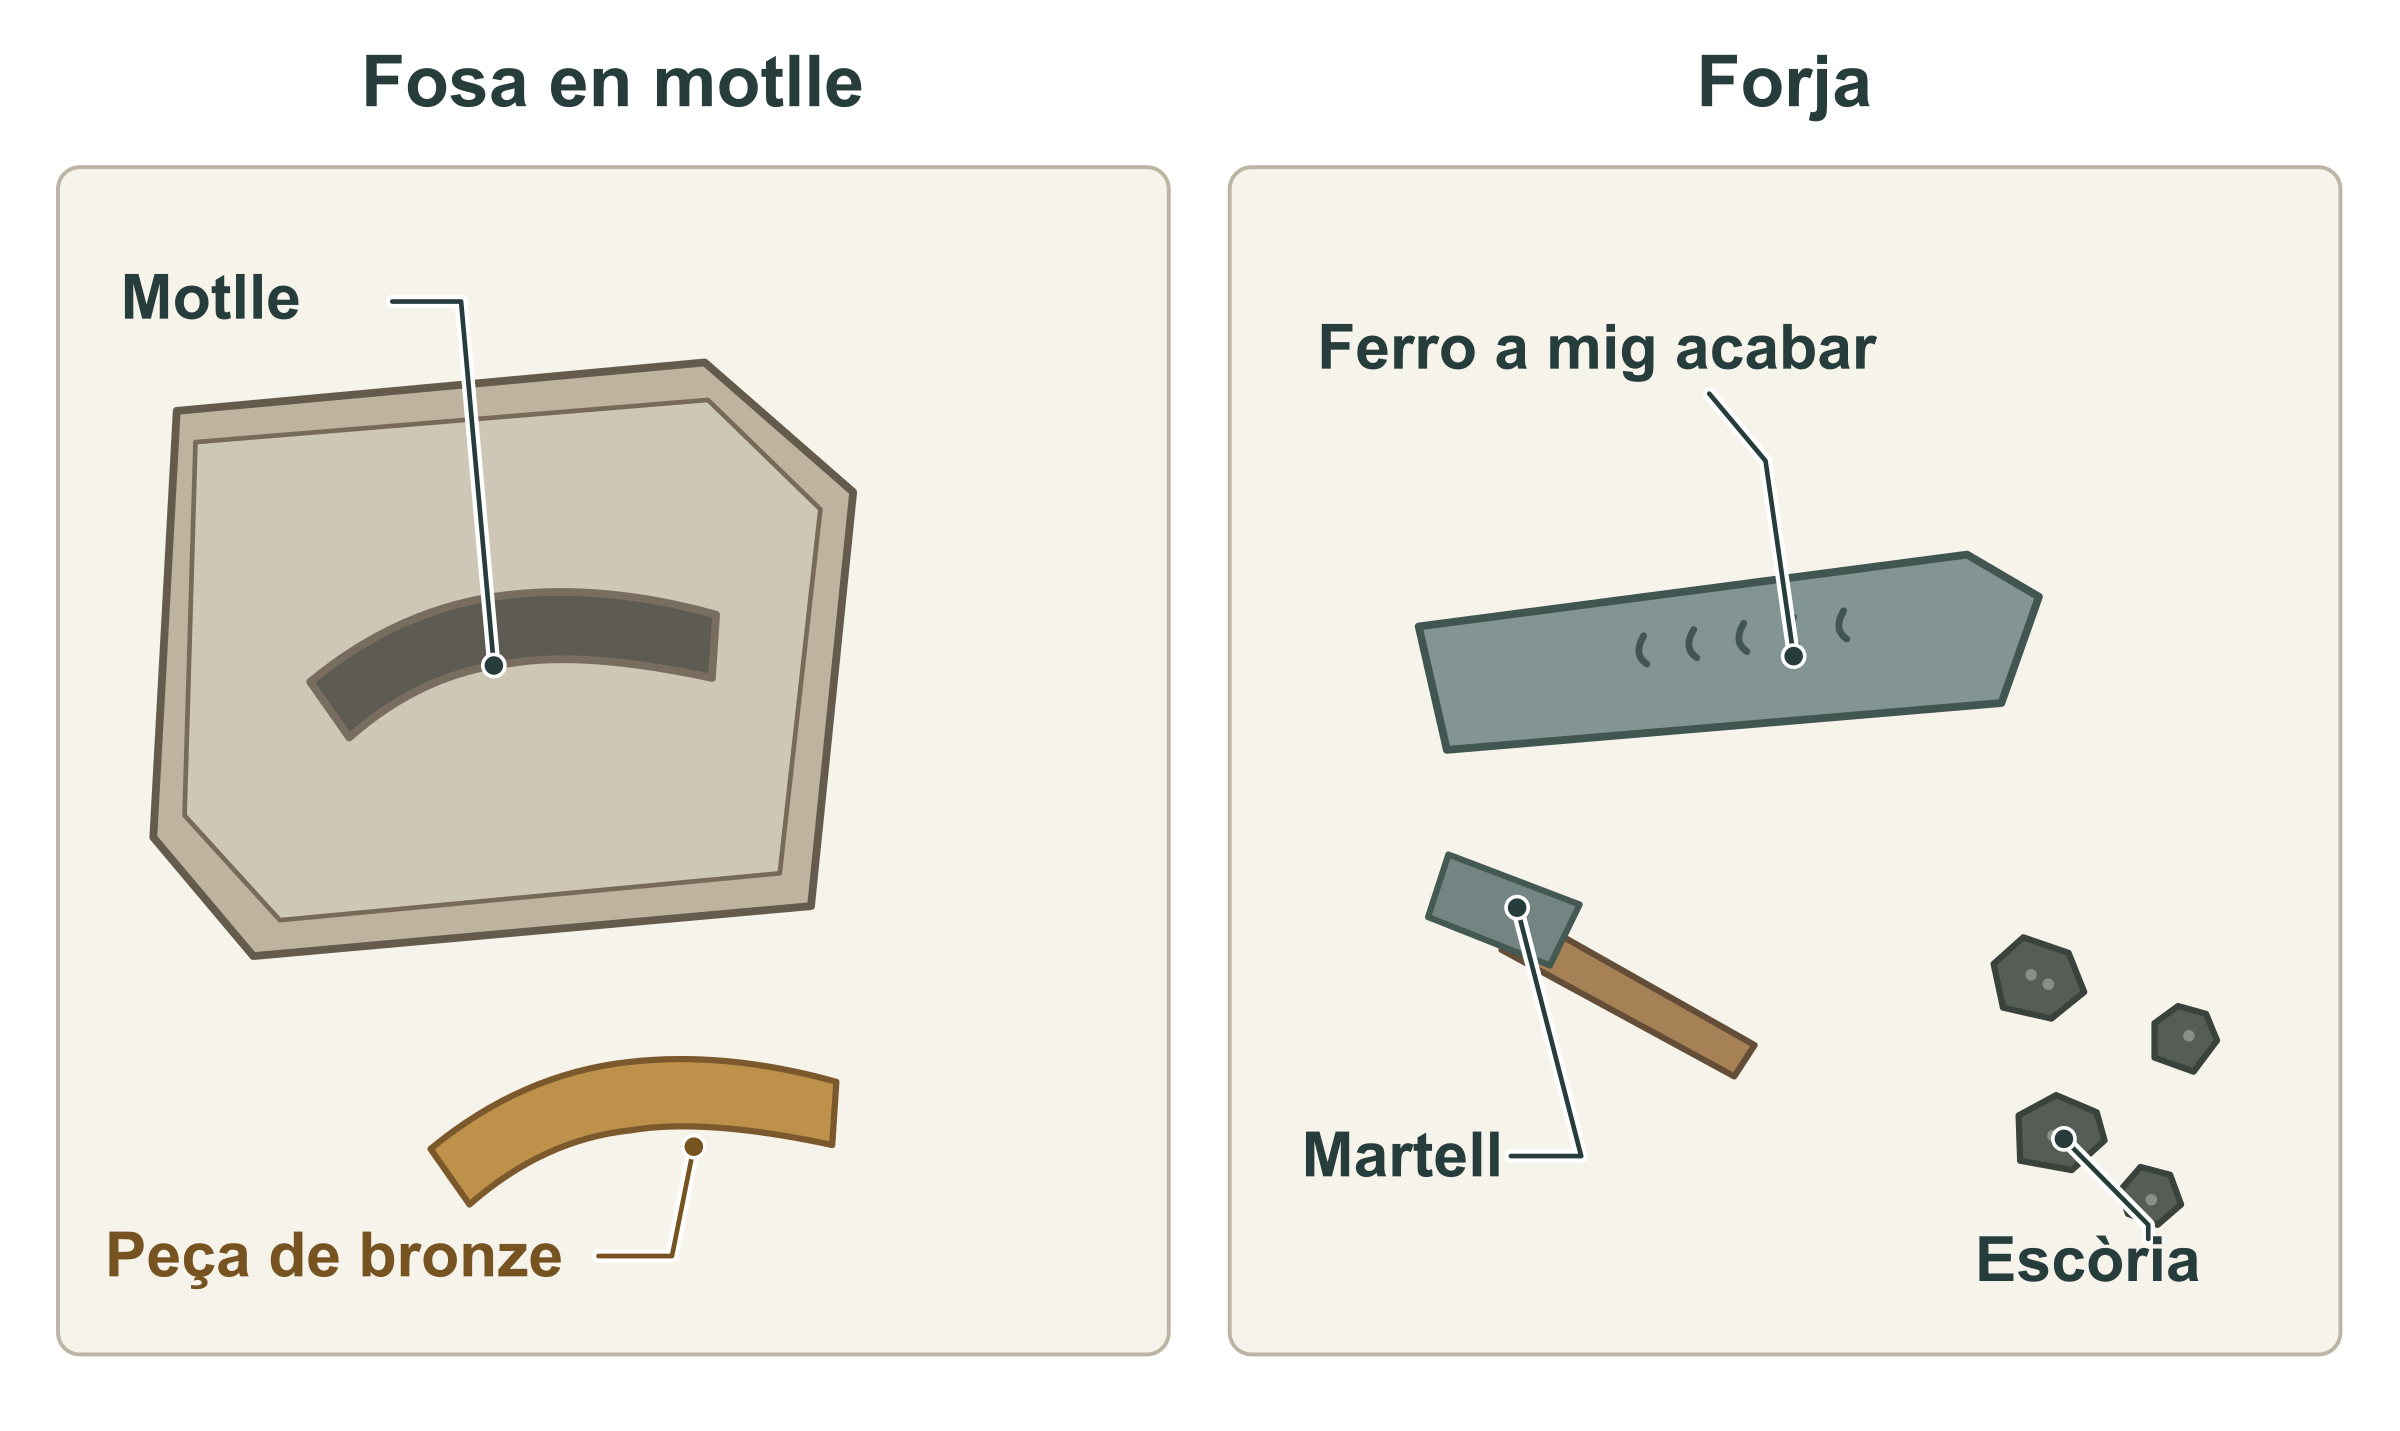 Fosa en motlle
Forja
Motlle
Ferro a mig acabar
Martell
Peça de bronze
Escòria